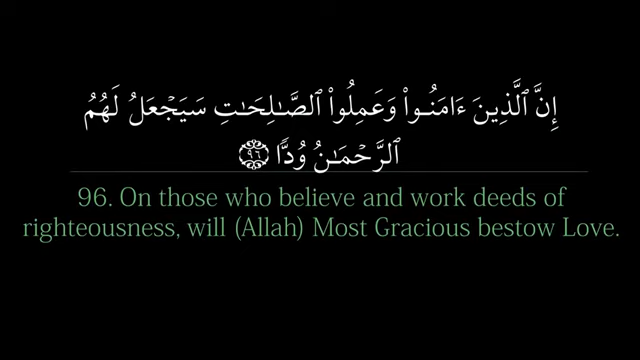 إِنَّ ٱلَّذِينَ ءَامَنُوا۟ وَعَمِلُوا۟ ٱلصَّـٰلِحَـٰتِ سَيَجْعَلُ لَهُمُ
ٱلرَّحْمَـٰنُ وُدًّا ۝٩٦
96. On those who believe and work deeds of
righteousness, will (Allah) Most Gracious bestow Love.